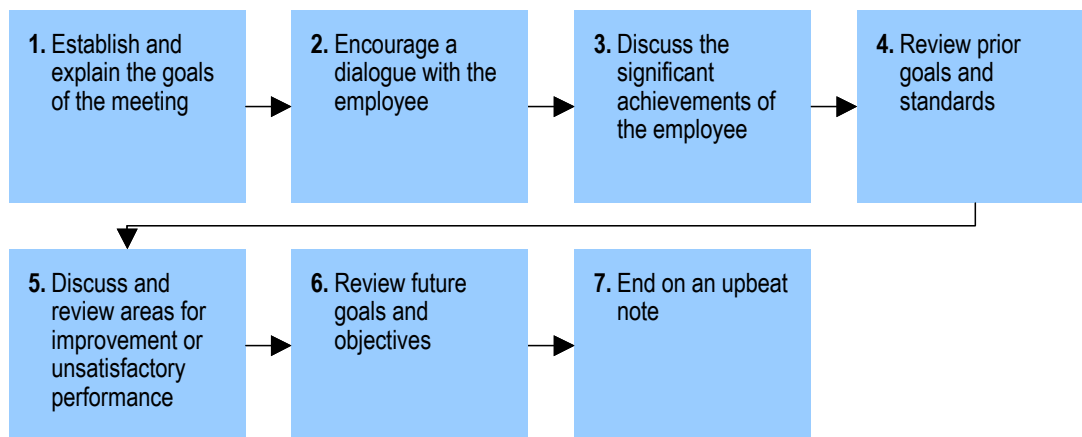 1. Establish and
explain the goals
of the meeting
2. Encourage a
dialogue with the
employee
3. Discuss the
significant
achievements of
the employee
4. Review prior
goals and
standards
5. Discuss and
review areas for
improvement or
unsatisfactory
performance
6. Review future
goals and
objectives
7. End on an upbeat
note